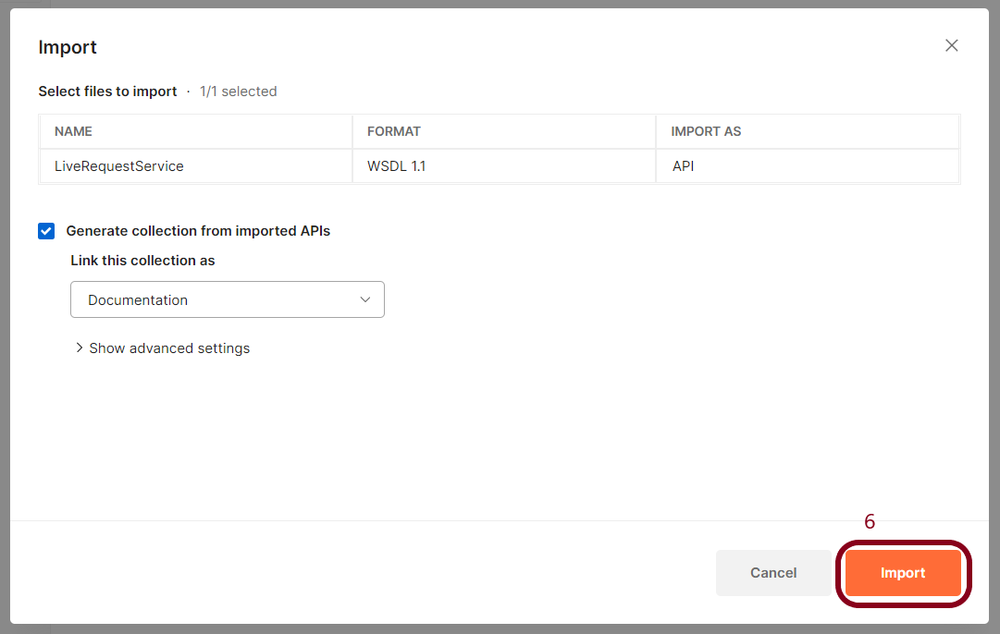 Import
Select files to import · 1/1 selected
NAME FORMAT IMPORT AS
LiveRequestService WSDL 1.1 API
Generate collection from imported APIs
Link this collection as
Documentation
Show advanced settings
6
Cancel Import